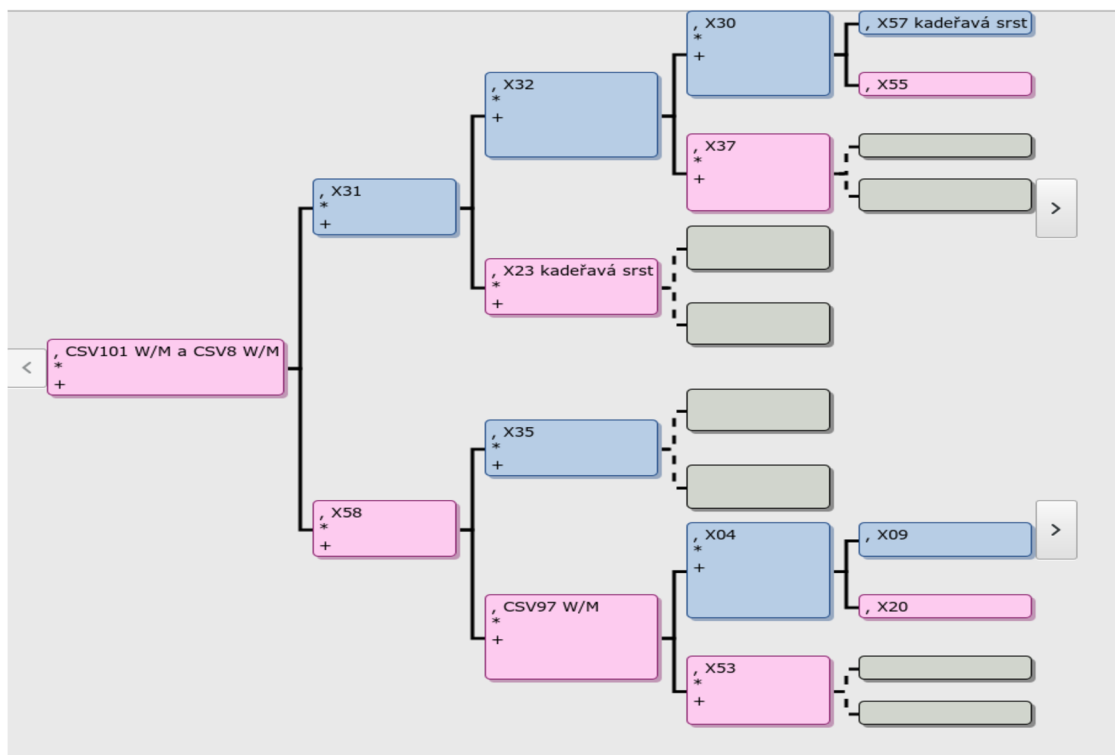 , X30
*
+
, X57 kadeřavá srst
, X55
, X32
*
+
, X37
*
+
, X31
*
+
, X23 kadeřavá srst
*
+
>
<
, CSV101 W/M a CSV8 W/M
*
+
, X35
*
+
, X58
*
+
, X04
*
+
, X09
>
, X20
, CSV97 W/M
*
+
, X53
*
+